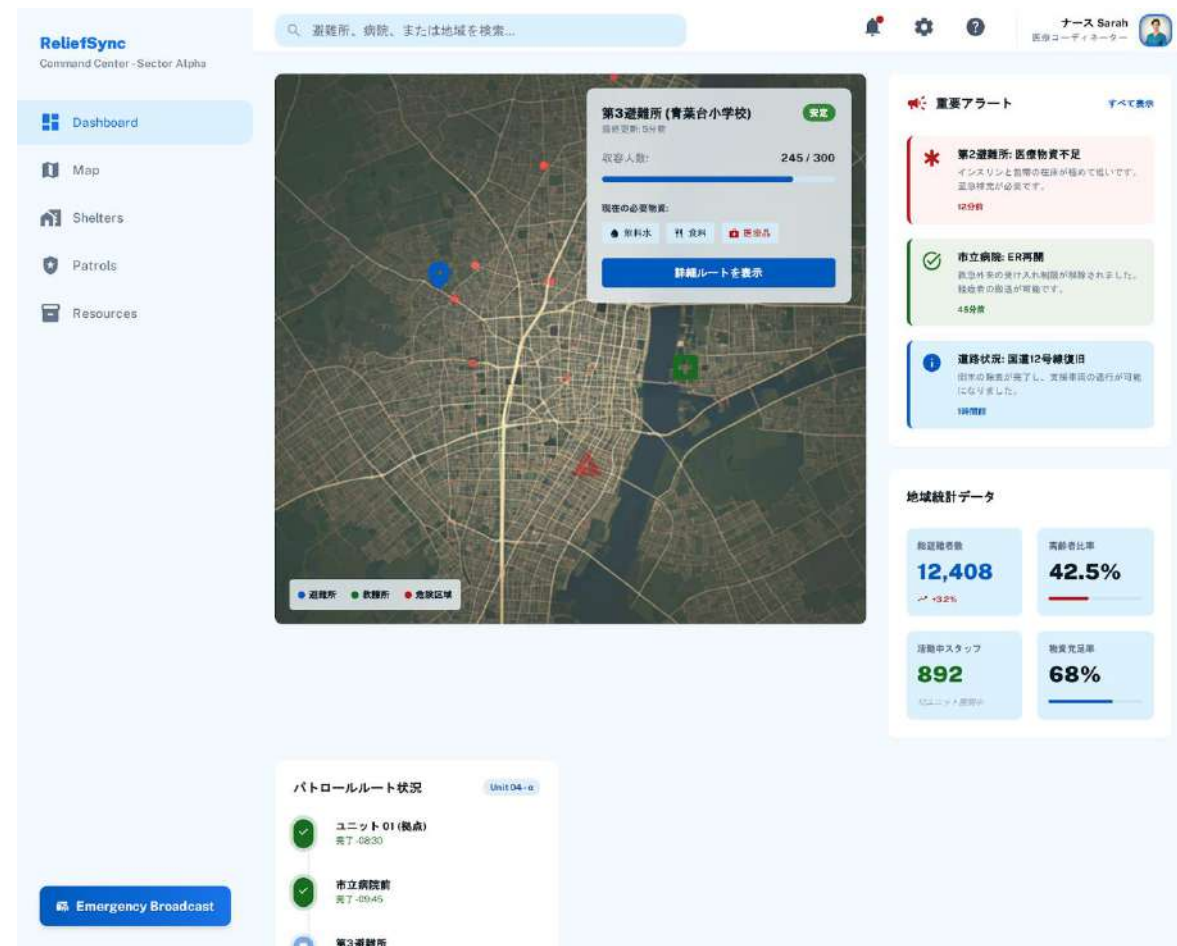 ReliefSync
Command Center - Sector Alpha
Dashboard
Map
Shelters
Patrols
Resources
Emergency Broadcast
避難所、病院、または地域を検索...
ナース Sarah
医療コーディネーター
第3避難所 (青葉台小学校)
安定
最終更新: 5分前
収容人数:
245 / 300
現在の必要物資:
飲料水
食料
医療品
詳細ルートを表示
避難所
救護所
危険区域
重要アラート
すべて表示
第2避難所: 医療物資不足
インスリンと包帯の在庫が極めて低いです。
至急補充が必要です。
12分前
市立病院: ER再開
救急外来の受け入れ制限が解除されました。
軽症者の搬送が可能です。
45分前
道路状況: 国道12号線復旧
倒木の除去が完了し、支援車両の通行が可能
になりました。
1時間前
地域統計データ
総避難者数
12,408
+3.2%
高齢者比率
42.5%
活動中スタッフ
892
物資充足率
68%
パトロールルート状況
Unit 04 - α
ユニット 01 (拠点)
完了 - 08:30
市立病院前
完了 - 09:45
第3避難所